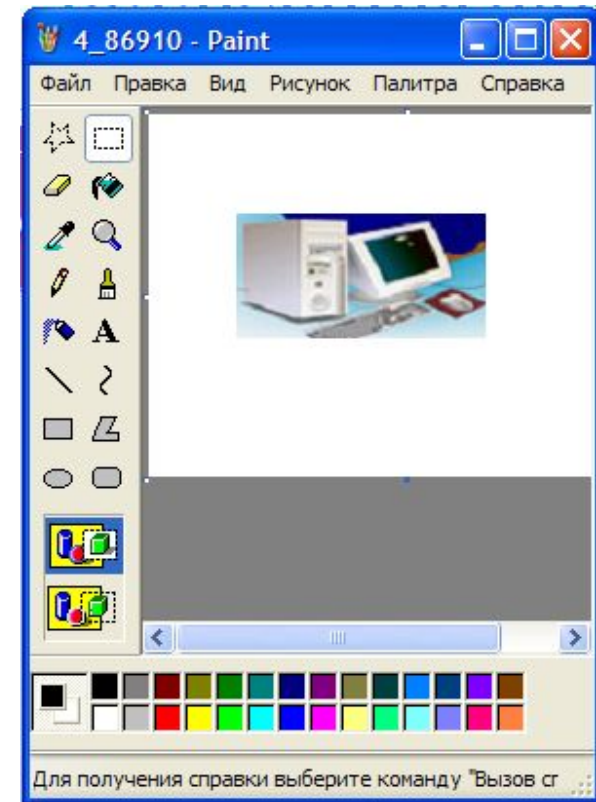 4_86910 - Paint
Файл Правка Вид Рисунок Палитра Справка
A
Для получения справки выберите команду "Вызов сг